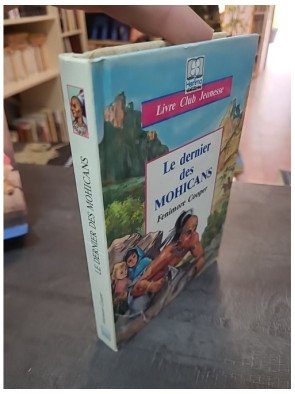 Livre Club Jeunesse
Le dernier
des
MOHICANS
Fenimore Cooper
LE DERNIER DES MOHICANS